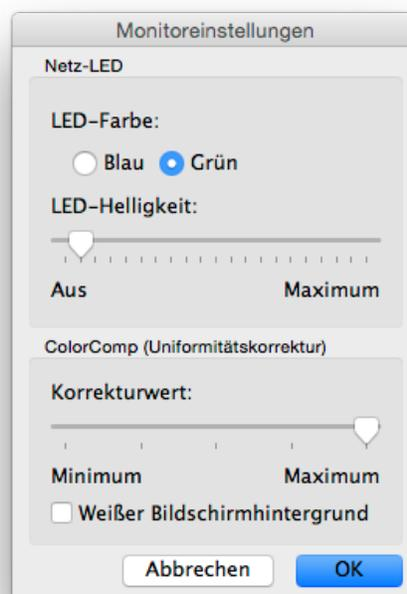 Monitoreinstellungen
Netz-LED
LED-Farbe:
Blau Grün
LED-Helligkeit:
Aus Maximum
ColorComp (Uniformitätskorrektur)
Korrekturwert:
Minimum Maximum
Weißer Bildschirmhintergrund
Abbrechen OK